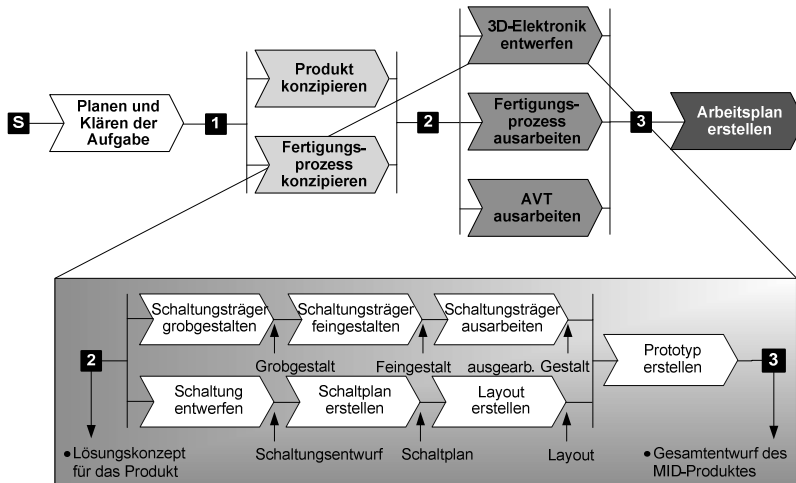 S
Planen und
Klären der
Aufgabe
1
Produkt
konzipieren
Fertigungs-
prozess
konzipieren
2
3D-Elektronik
entwerfen
Fertigungs-
prozess
ausarbeiten
AVT
ausarbeiten
3
Arbeitsplan
erstellen
2
Schaltungsträger
grobgestalten
Schaltungsträger
feingestalten
Schaltungsträger
ausarbeiten
Grobgestalt
Feingestalt
ausgearb. Gestalt
Schaltung
entwerfen
Schaltplan
erstellen
Layout
erstellen
Prototyp
erstellen
3
• Lösungskonzept
für das Produkt
Schaltungsentwurf
Schaltplan
Layout
• Gesamtentwurf des
MID-Produktes